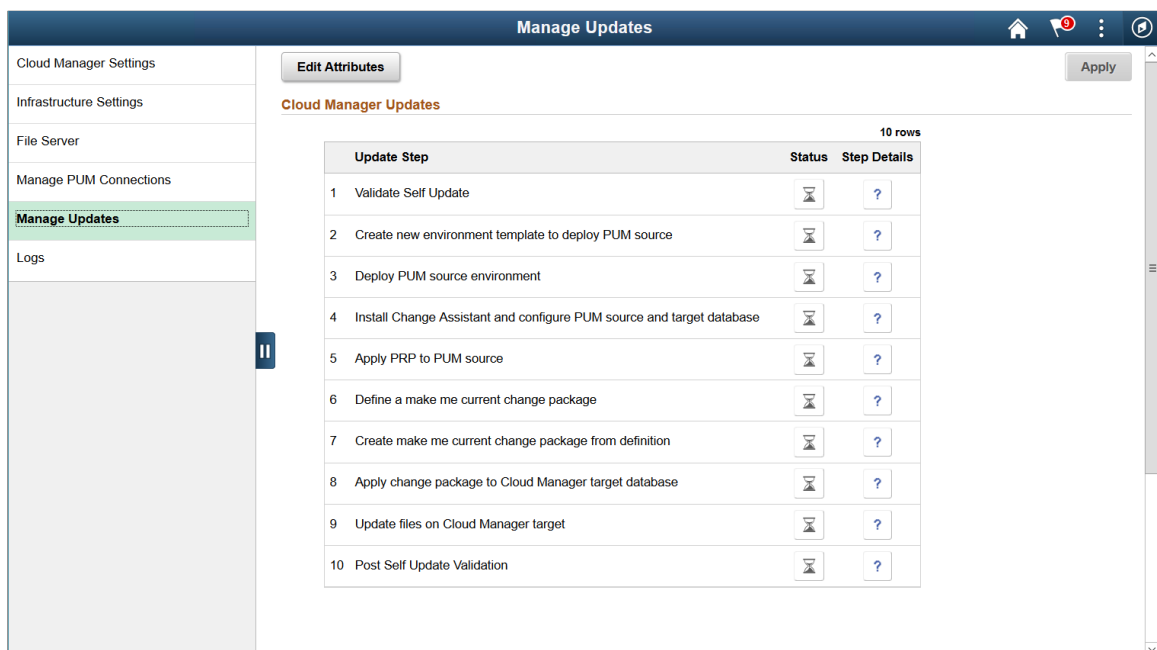 Manage Updates
9
Cloud Manager Settings
Infrastructure Settings
File Server
Manage PUM Connections
Manage Updates
Logs
Edit Attributes
Apply
Cloud Manager Updates
10 rows
Update Step Status Step Details
1 Validate Self Update ?
2 Create new environment template to deploy PUM source ?
3 Deploy PUM source environment ?
4 Install Change Assistant and configure PUM source and target database ?
5 Apply PRP to PUM source ?
6 Define a make me current change package ?
7 Create make me current change package from definition ?
8 Apply change package to Cloud Manager target database ?
9 Update files on Cloud Manager target ?
10 Post Self Update Validation ?